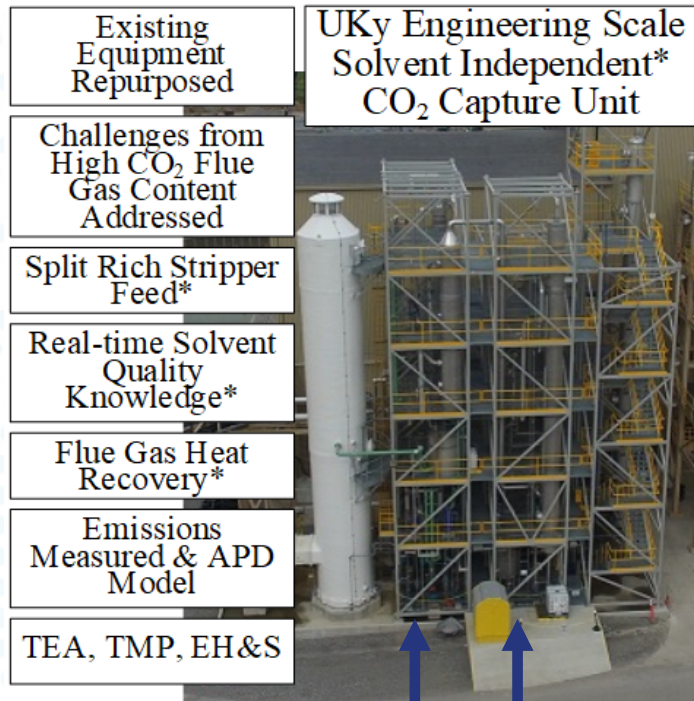 Existing
Equipment
Repurposed
UKy Engineering Scale
Solvent Independent*
CO₂ Capture Unit
Challenges from
High CO₂ Flue
Gas Content
Addressed
Split Rich Stripper
Feed*
Real-time Solvent
Quality
Knowledge*
Flue Gas Heat
Recovery*
Emissions
Measured & APD
Model
TEA, TMP, EH&S